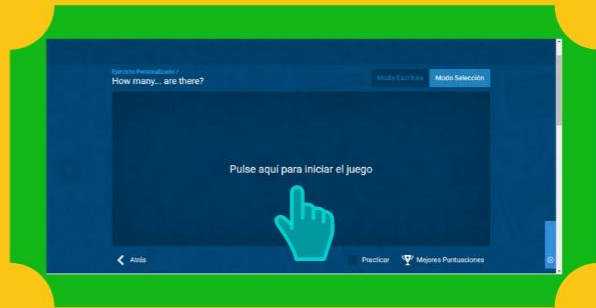 Ejercicio Personalizado /
How many... are there?
Modo Escritura
Modo Selección
Pulse aquí para iniciar el juego
Atrás
Practicar
Mejores Puntuaciones